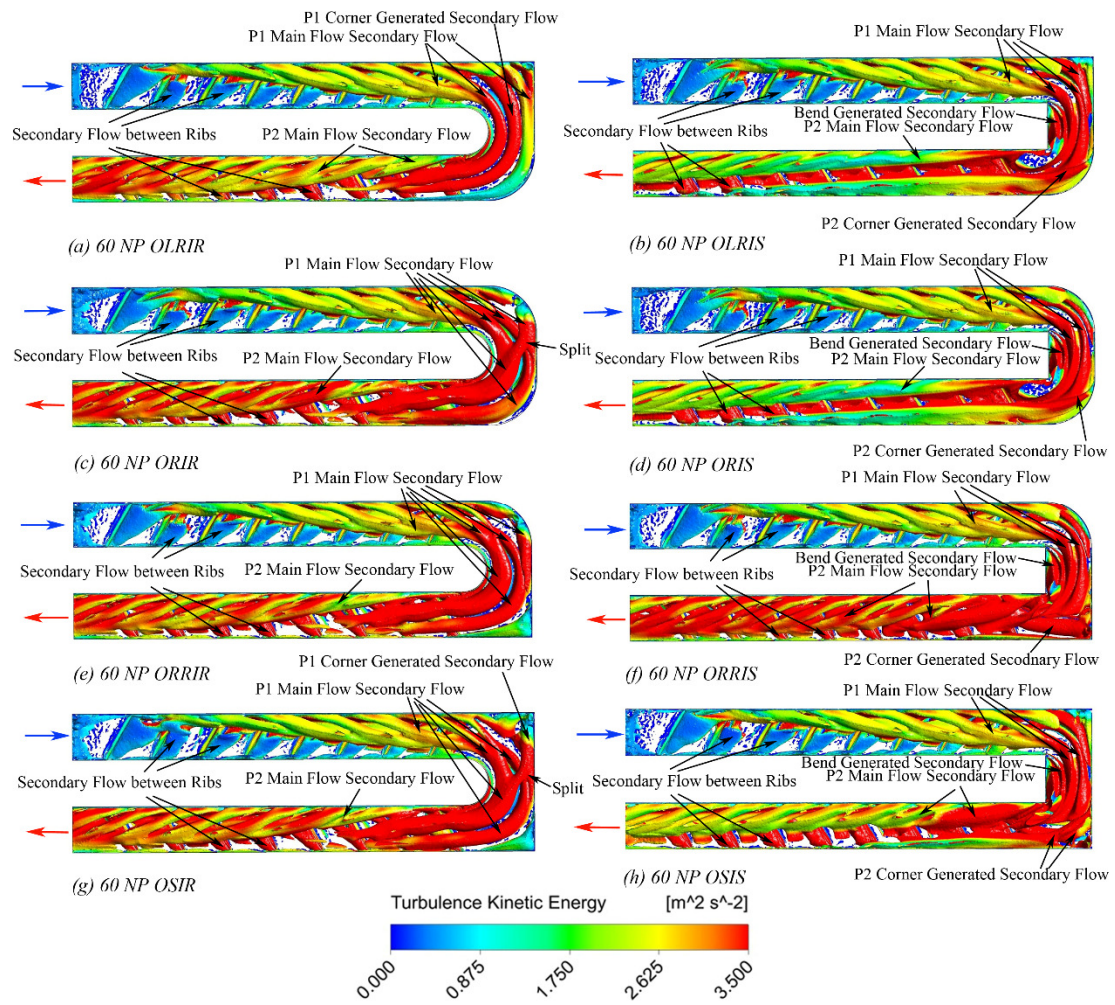 P1 Corner Generated Secondary Flow
P1 Main Flow Secondary Flow
Secondary Flow between Ribs
P2 Main Flow Secondary Flow
(a) 60 NP OLRIR
P1 Main Flow Secondary Flow
Secondary Flow between Ribs
Bend Generated Secondary Flow
P2 Main Flow Secondary Flow
P2 Corner Generated Secondary Flow
(b) 60 NP OLRIS
P1 Main Flow Secondary Flow
Split
Secondary Flow between Ribs
P2 Main Flow Secondary Flow
(c) 60 NP ORIR
P1 Main Flow Secondary Flow
Secondary Flow between Ribs
Bend Generated Secondary Flow
P2 Main Flow Secondary Flow
P2 Corner Generated Secondary Flow
(d) 60 NP ORIS
P1 Main Flow Secondary Flow
Secondary Flow between Ribs
P2 Main Flow Secondary Flow
(e) 60 NP ORRIR
P1 Main Flow Secondary Flow
Bend Generated Secondary Flow
Secondary Flow between Ribs
P2 Main Flow Secondary Flow
P2 Corner Generated Secodnary Flow
(f) 60 NP ORRIS
P1 Corner Generated Secondary Flow
P1 Main Flow Secondary Flow
Secondary Flow between Ribs
P2 Main Flow Secondary Flow
Split
(g) 60 NP OSIR
P1 Main Flow Secondary Flow
Bend Generated Secondary Flow
Secondary Flow between Ribs
P2 Main Flow Secondary Flow
P2 Corner Generated Secondary Flow
(h) 60 NP OSIS
Turbulence Kinetic Energy [m^2 s^-2]
0.000
0.875
1.750
2.625
3.500